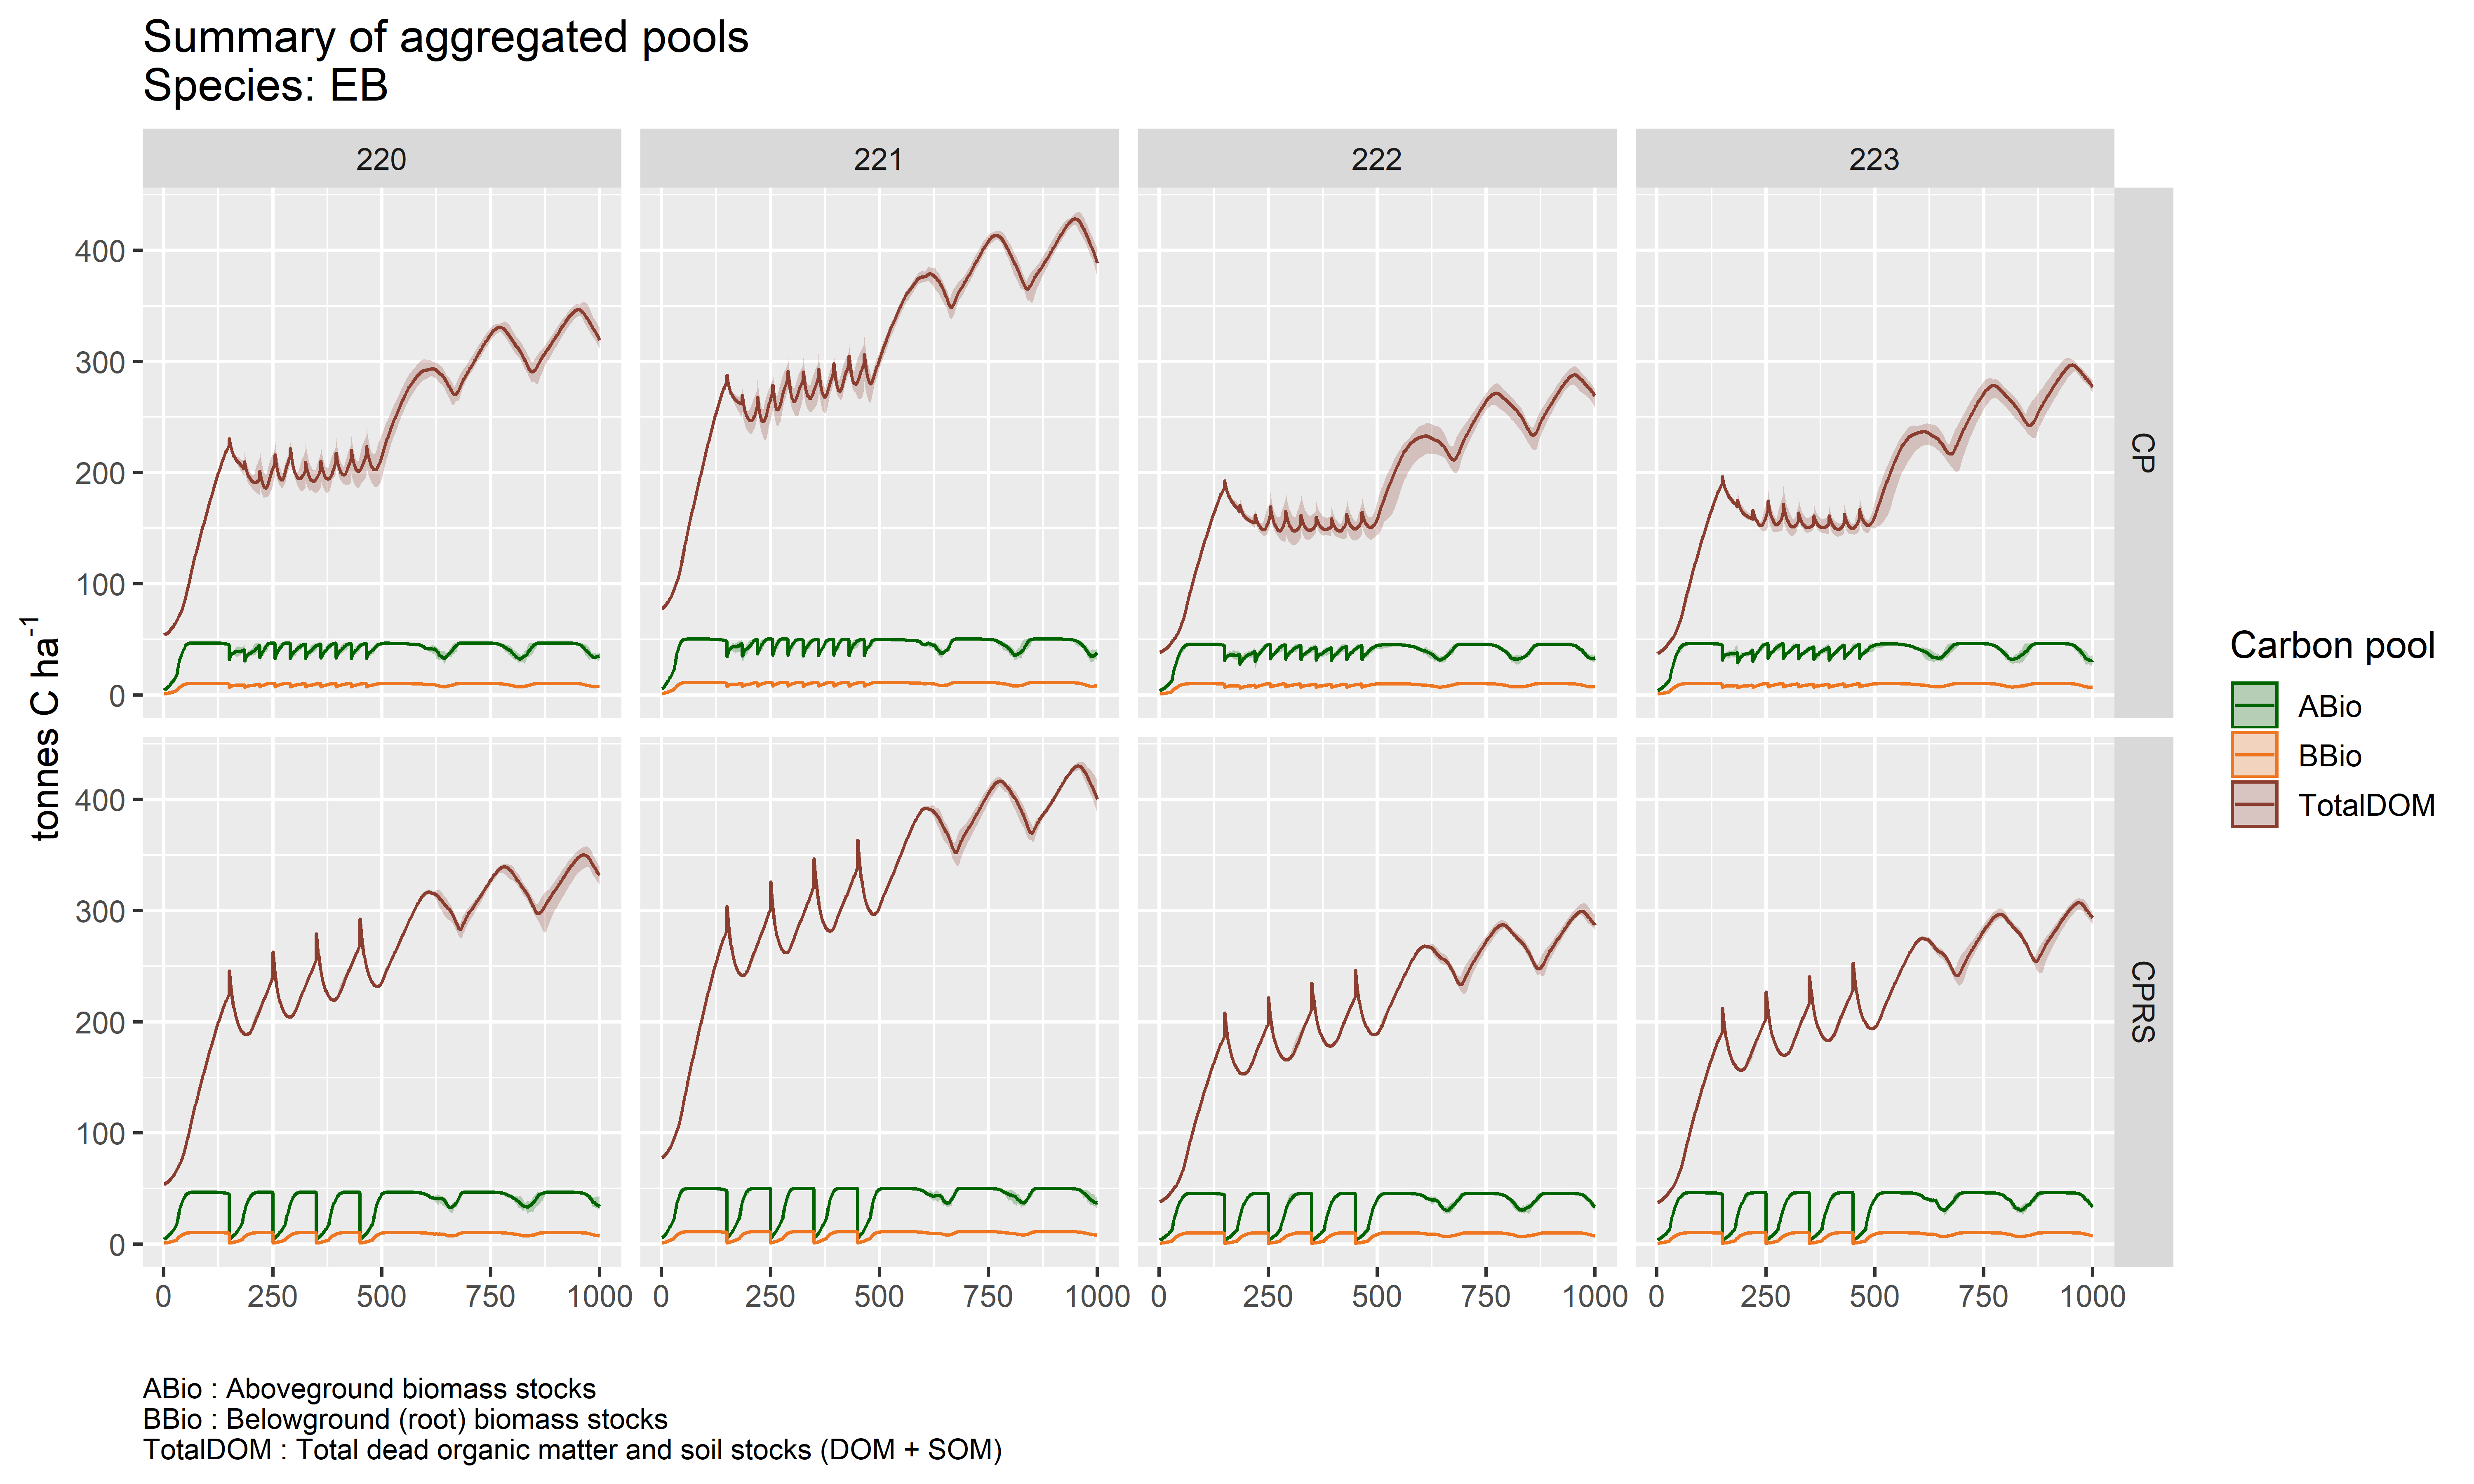 Summary of aggregated pools
Species: EB
220 221 222 223
400
300
200
100
0
CP
tonnes C ha-1
400
300
200
100
0
CPRS
0 250 500 750 1000 0 250 500 750 1000 0 250 500 750 1000 0 250 500 750 1000
Carbon pool
ABio
BBio
TotalDOM
ABio : Aboveground biomass stocks
BBio : Belowground (root) biomass stocks
TotalDOM : Total dead organic matter and soil stocks (DOM + SOM)